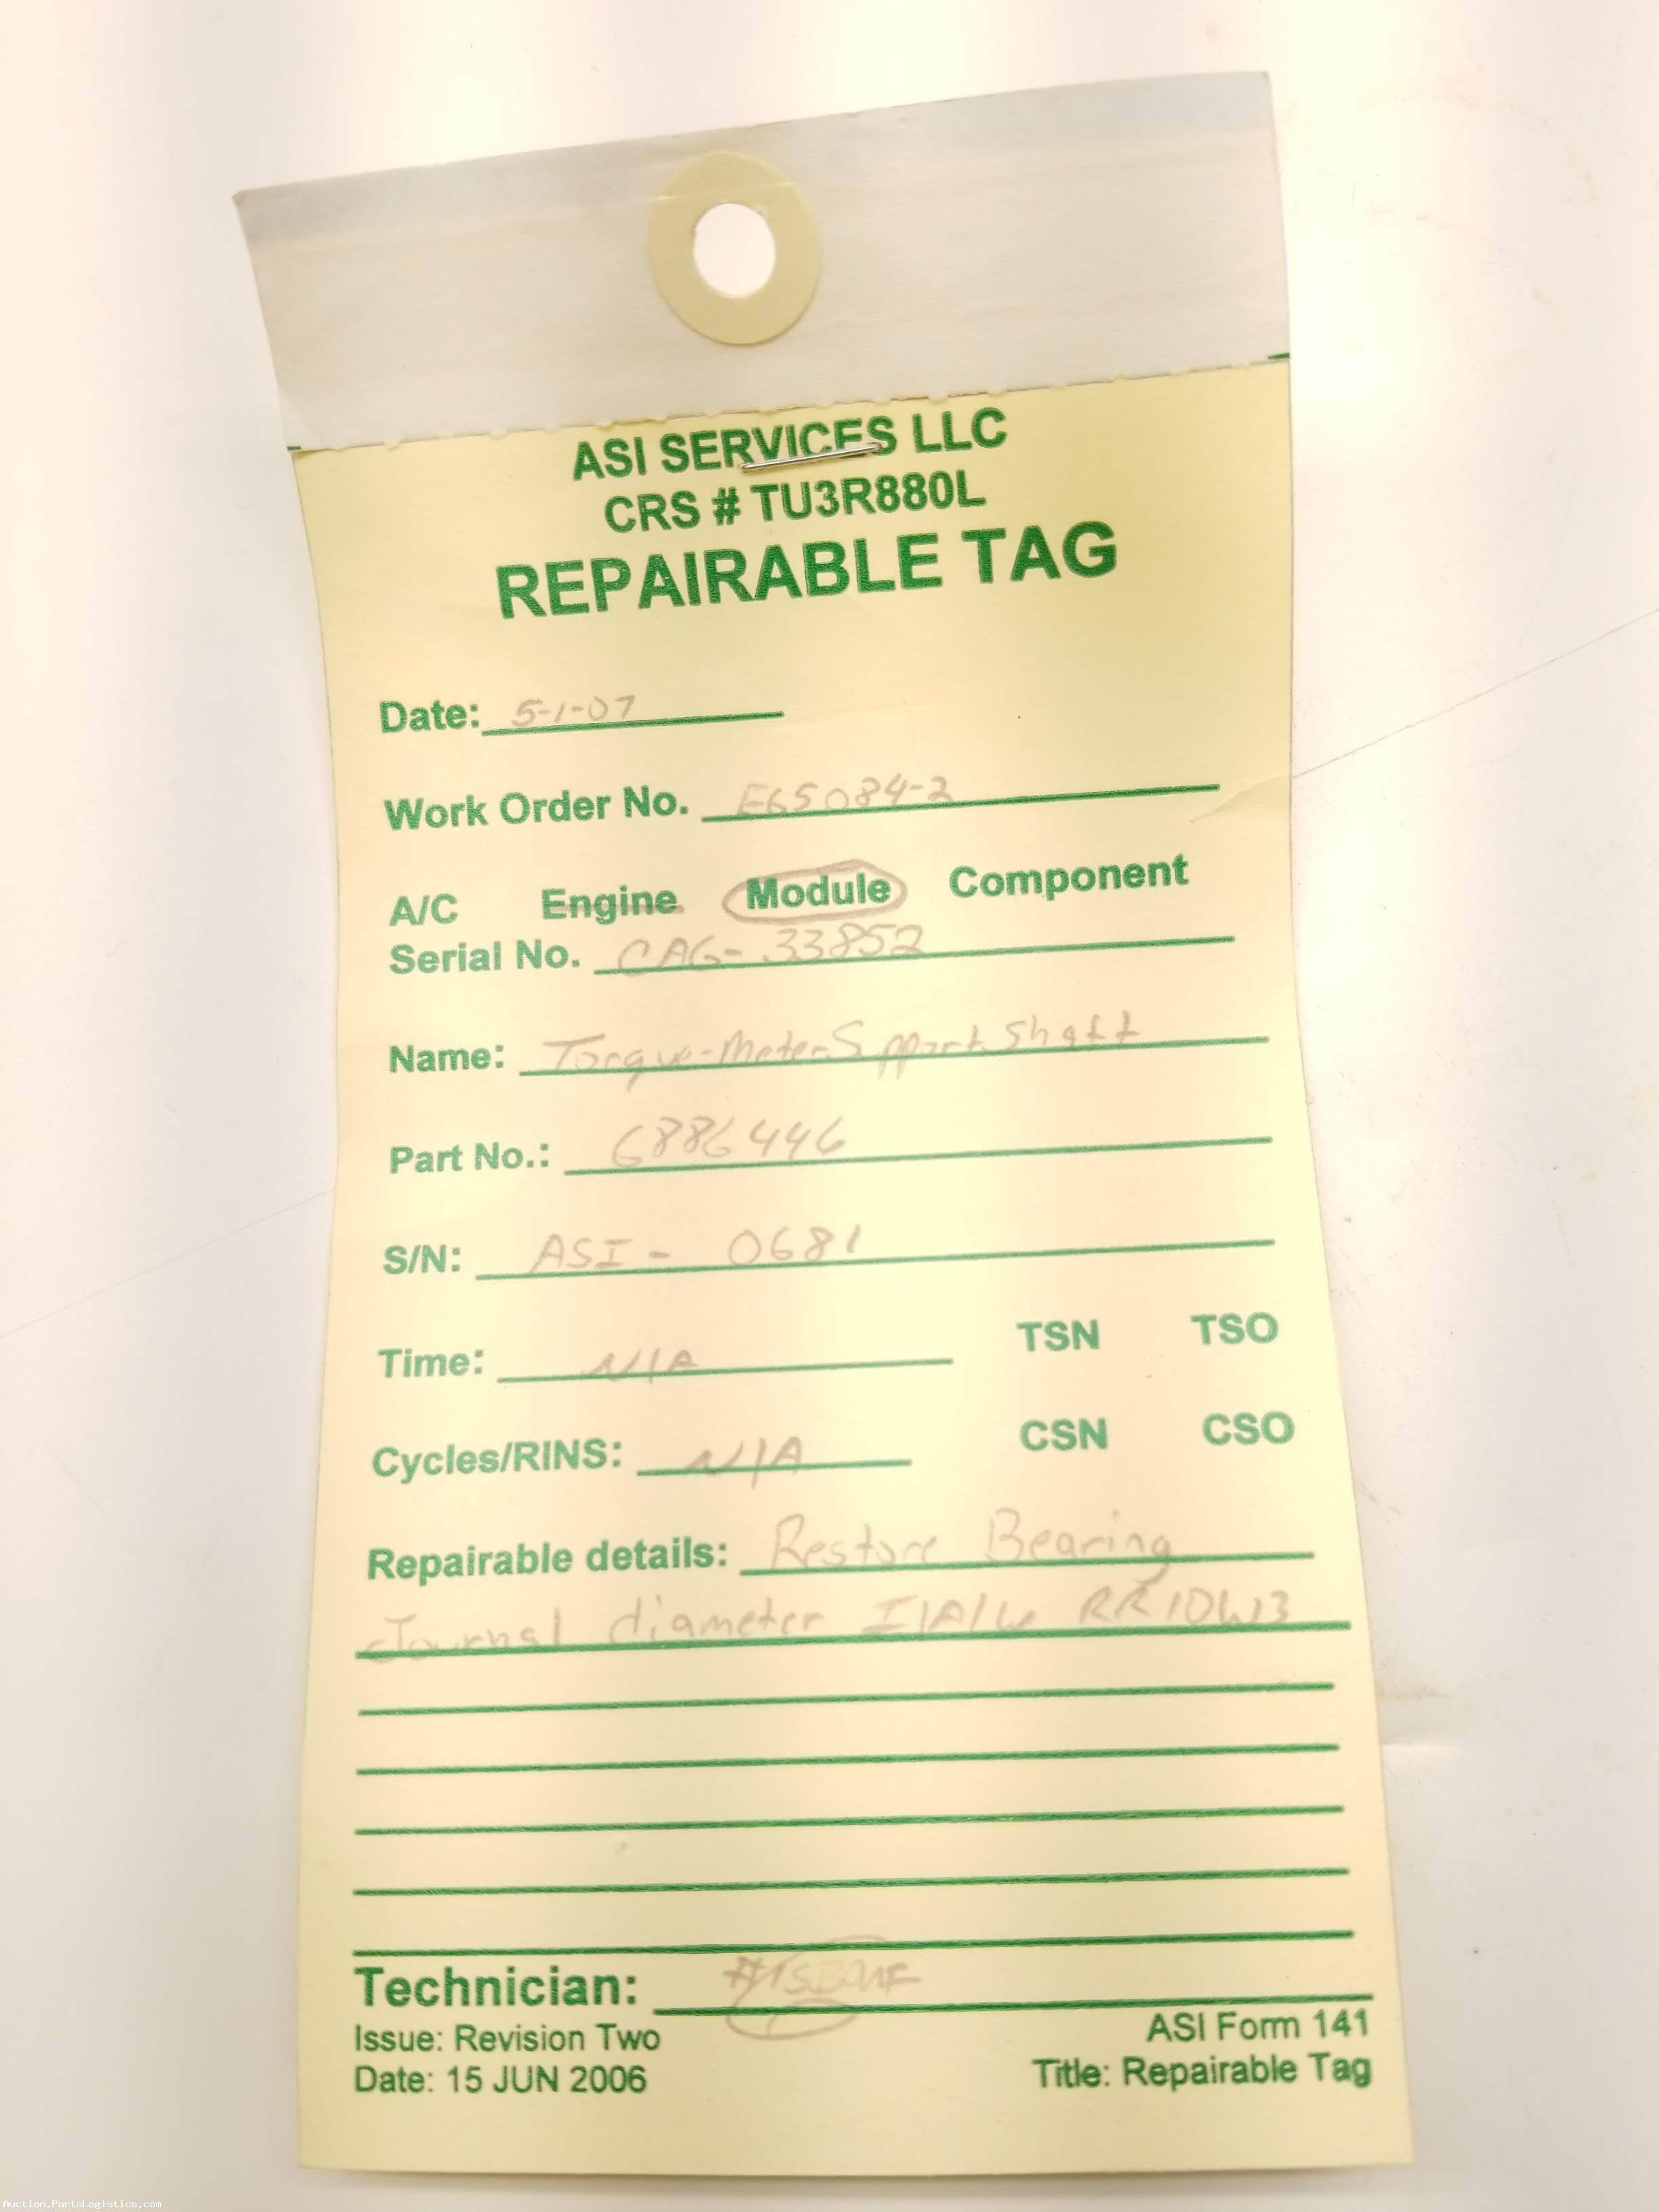 ASI SERVICES LLC
CRS # TU3R880L
REPAIRABLE TAG
Date: 5-1-07
Work Order No. E65084-2
A/C Engine Module Component
Serial No. CAG-33852
Name: Torque-Meter Support Shaft
Part No.: 6886446
S/N: ASI - 0681
Time: N/A TSN TSO
Cycles/RINS: N/A CSN CSO
Repairable details: Restore Bearing
Journal diameter I/A/W
Technician:
Issue: Revision Two
ASI Form 141
Date: 15 JUN 2006
Title: Repairable Tag
Auction.PartsLogistics.com